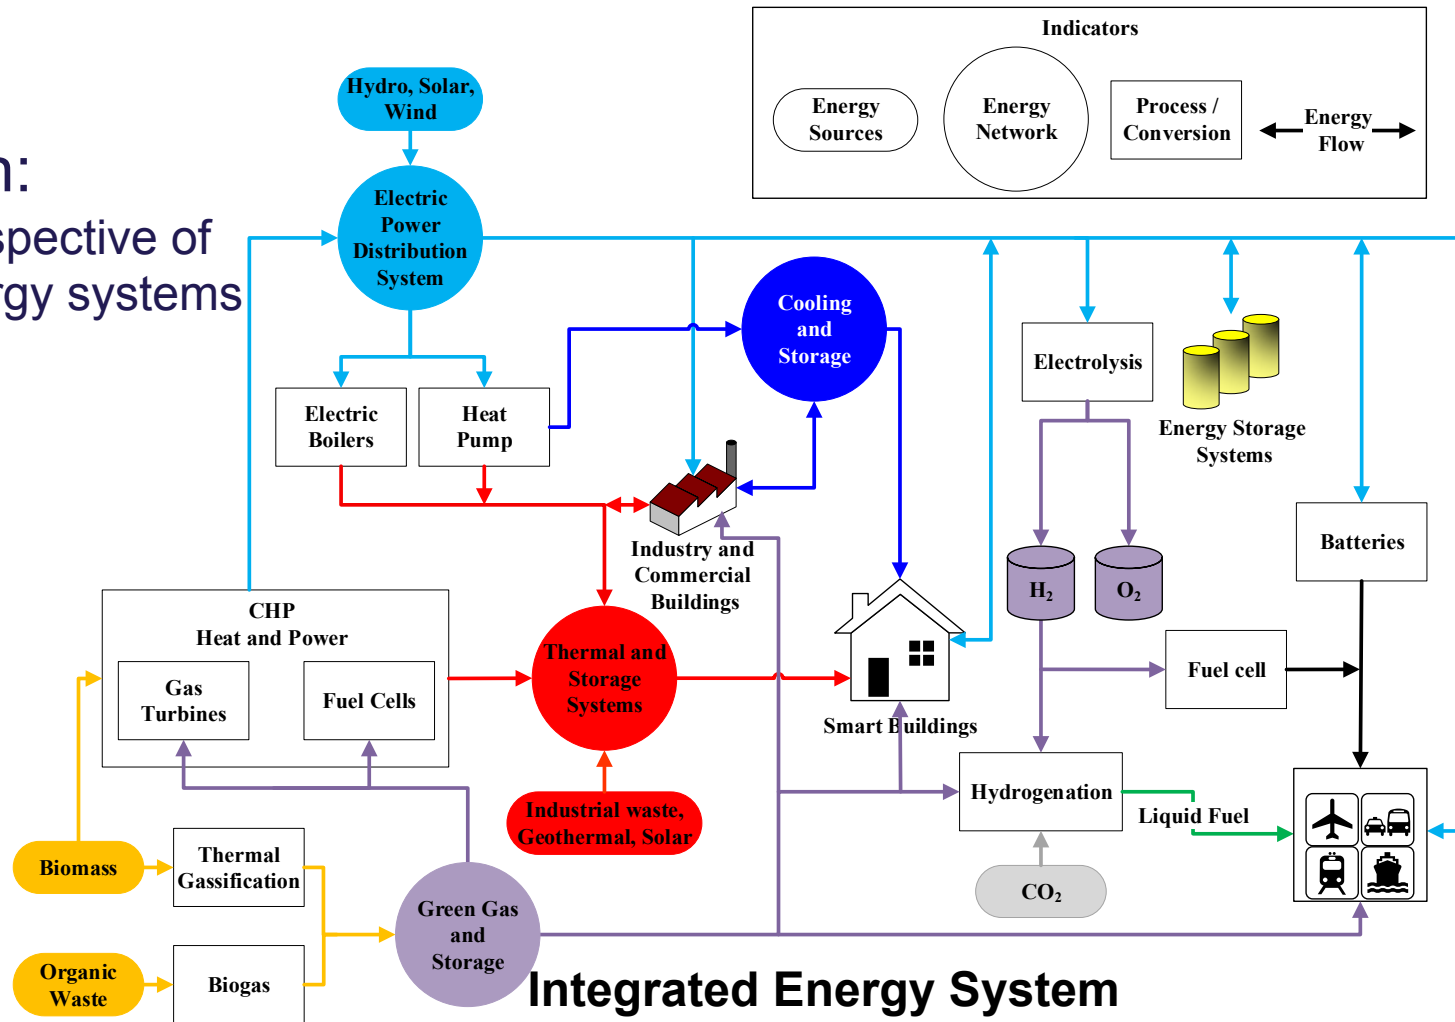 Indicators
Energy
Sources
Energy
Network
Process /
Conversion
Energy
Flow
Hydro, Solar,
Wind
n:
spective of
rgy systems
Electric
Power
Distribution
System
Cooling
and
Storage
Electrolysis
Energy Storage
Systems
Electric
Boilers
Heat
Pump
Industry and
Commercial
Buildings
Batteries
H₂
O₂
CHP
Heat and Power
Gas
Turbines
Fuel Cells
Thermal and
Storage
Systems
Smart Buildings
Fuel cell
Industrial waste,
Geothermal, Solar
Hydrogenation
Liquid Fuel
CO₂
Biomass
Thermal
Gassification
Green Gas
and
Storage
Organic
Waste
Biogas
Integrated Energy System